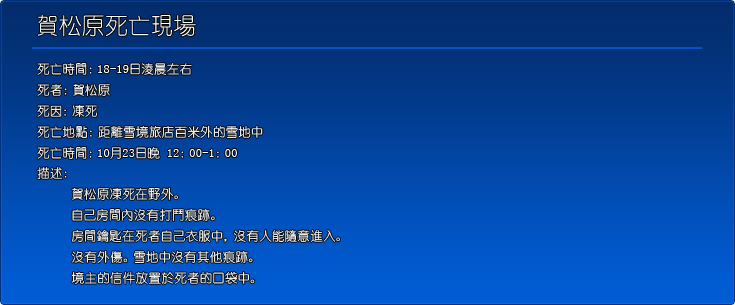 賀松原死亡現場
死亡時間: 18-19日淩晨左右
死者: 賀松原
死因: 凍死
死亡地點: 距離雪境旅店百米外的雪地中
死亡時間: 10月23日晚 12: 00-1: 00
描述:
賀松原凍死在野外。
自己房間內沒有打鬥痕跡。
房間鑰匙在死者自己衣服中, 沒有人能隨意進入。
沒有外傷。雪地中沒有其他痕跡。
境主的信件放置於死者的口袋中。